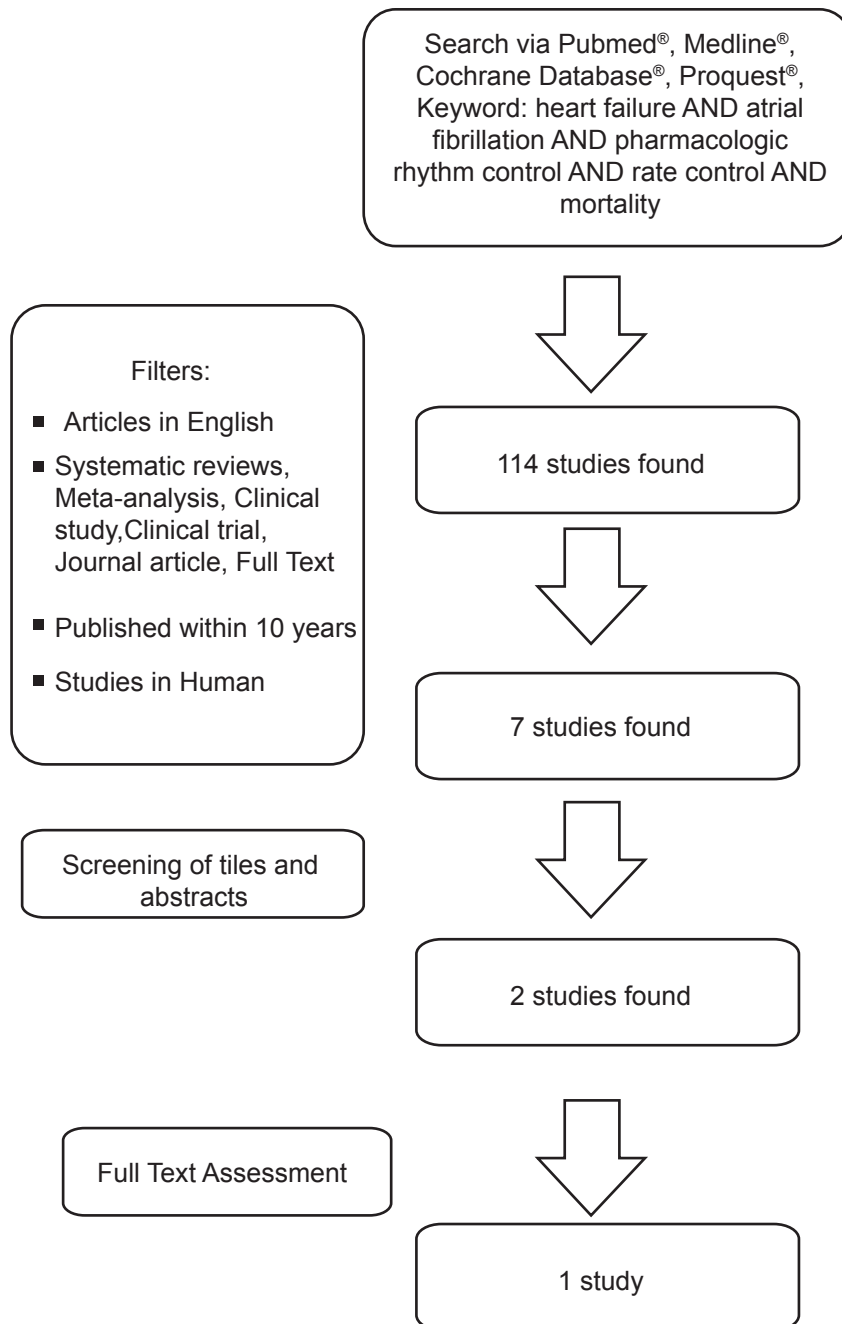 Search via Pubmed®, Medline®,
Cochrane Database®, Proquest®,
Keyword: heart failure AND atrial
fibrillation AND pharmacologic
rhythm control AND rate control AND
mortality
114 studies found
Filters:
▪ Articles in English
▪ Systematic reviews,
Meta-analysis, Clinical
study,Clinical trial,
Journal article, Full Text
▪ Published within 10 years
▪ Studies in Human
7 studies found
Screening of tiles and
abstracts
2 studies found
Full Text Assessment
1 study